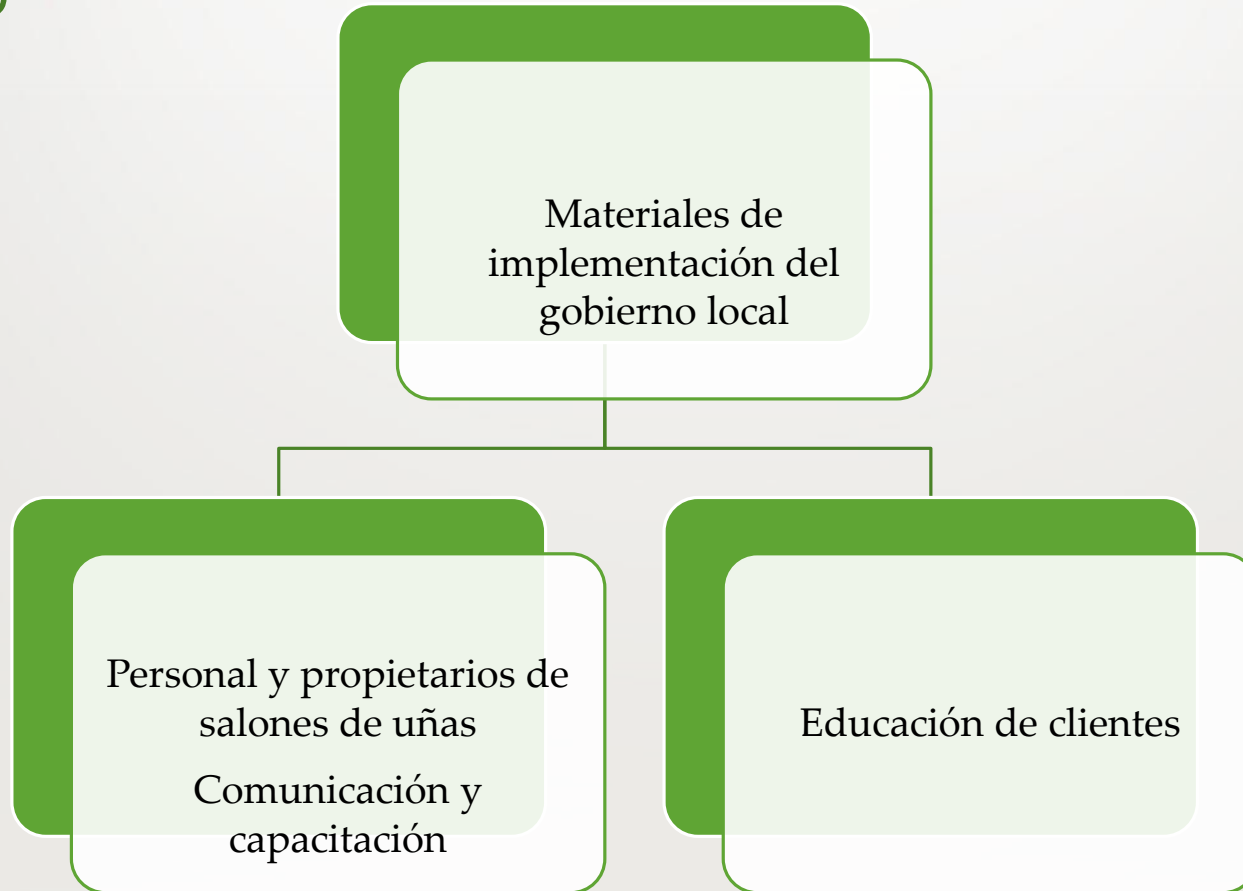 Materiales de
implementación del
gobierno local
Personal y propietarios de
salones de uñas
Comunicación y
capacitación
Educación de clientes